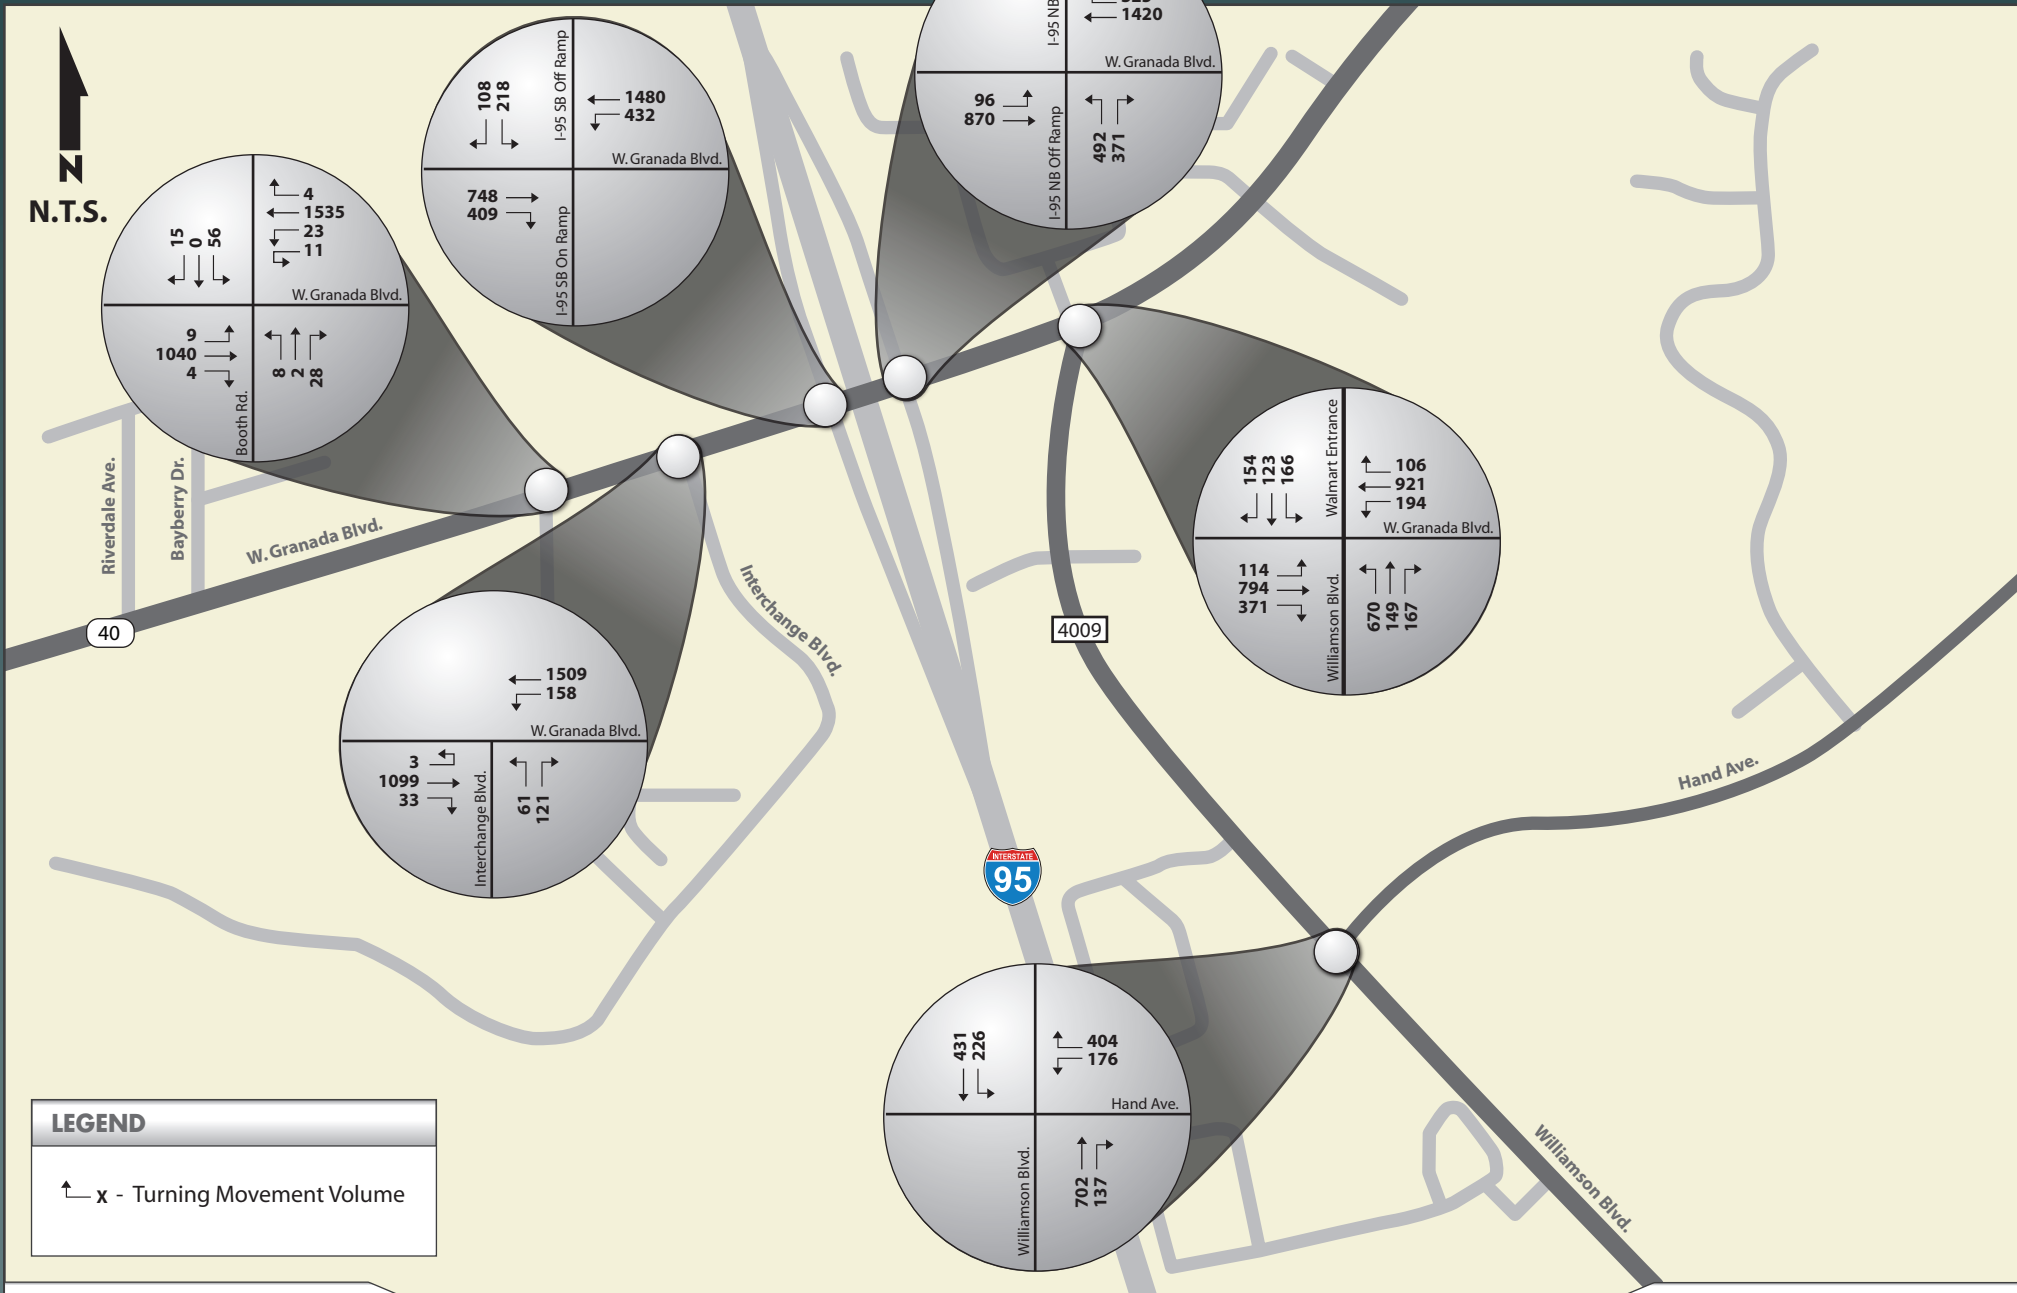 N
N.T.S.
108
218
I-95 SB Off Ramp
1480
432
W. Granada Blvd.
748
409
I-95 SB On Ramp
I-95 NB
1420
W. Granada Blvd.
96
870
I-95 NB Off Ramp
492
371
15
0
56
4
1535
23
11
W. Granada Blvd.
9
1040
4
Booth Rd.
8
2
28
Riverdale Ave.
Bayberry Dr.
W. Granada Blvd.
40
Interchange Blvd.
4009
154
123
166
Walmart Entrance
106
921
194
W. Granada Blvd.
114
794
371
Williamson Blvd.
670
149
167
1509
158
W. Granada Blvd.
3
1099
33
Interchange Blvd.
61
121
Hand Ave.
INTERSTATE
95
431
226
404
176
Hand Ave.
Williamson Blvd.
702
137
Williamson Blvd.
LEGEND
x - Turning Movement Volume